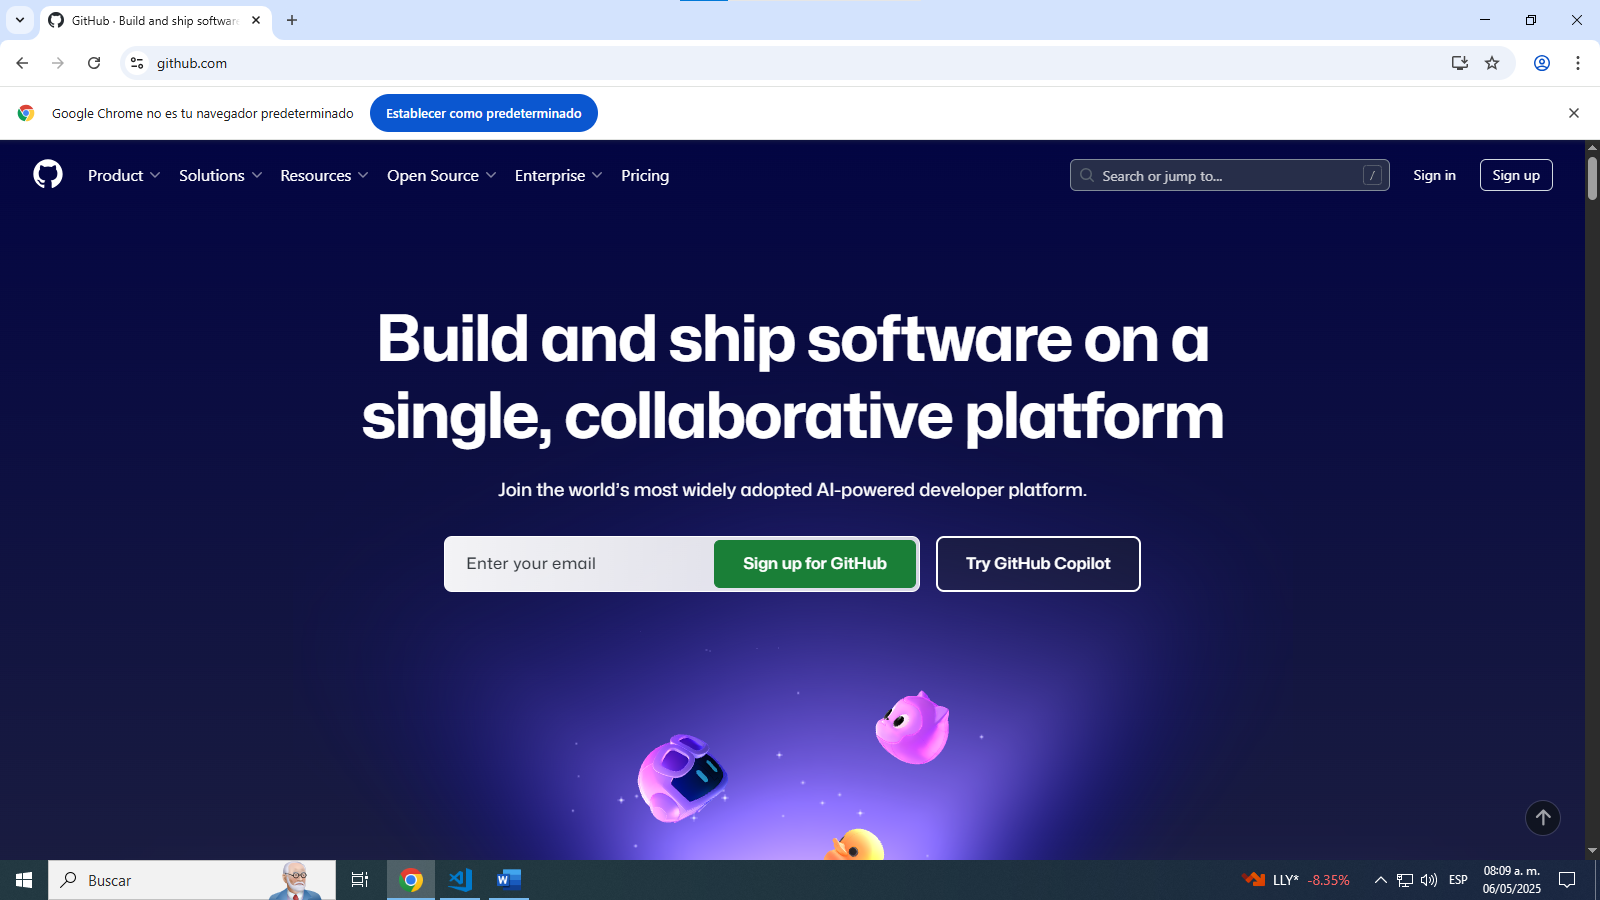 GitHub · Build and ship software
github.com
Google Chrome no es tu navegador predeterminado
Establecer como predeterminado
Product
Solutions
Resources
Open Source
Enterprise
Pricing
Search or jump to...
/
Sign in
Sign up
Build and ship software on a
single, collaborative platform
Join the world’s most widely adopted AI-powered developer platform.
Enter your email
Sign up for GitHub
Try GitHub Copilot
Buscar
W
LLY* -8.35%
ESP
08:09 a. m.
06/05/2025